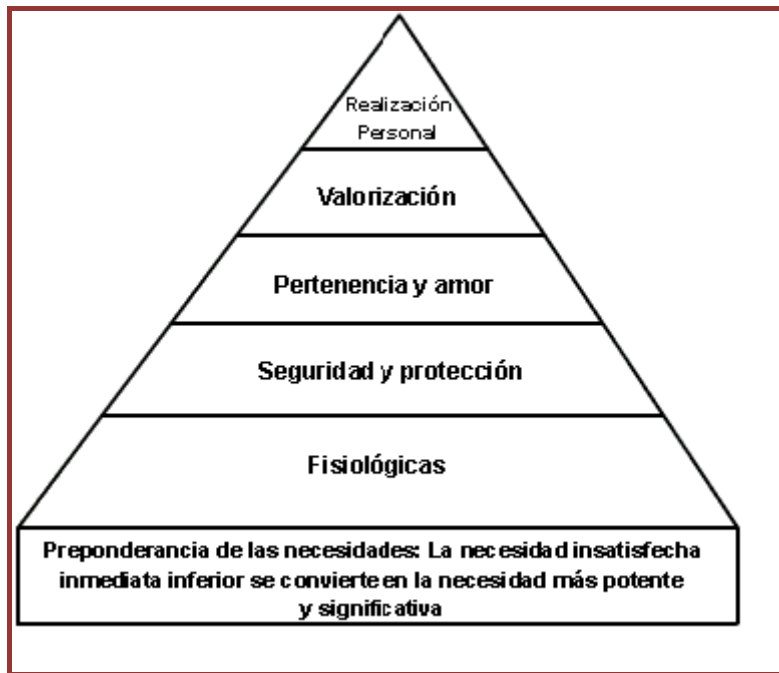 Realización
Personal
Valorización
Pertenencia y amor
Seguridad y protección
Fisiológicas
Preponderancia de las necesidades: La necesidad insatisfecha
inmediata inferior se convierte en la necesidad más potente
y significativa